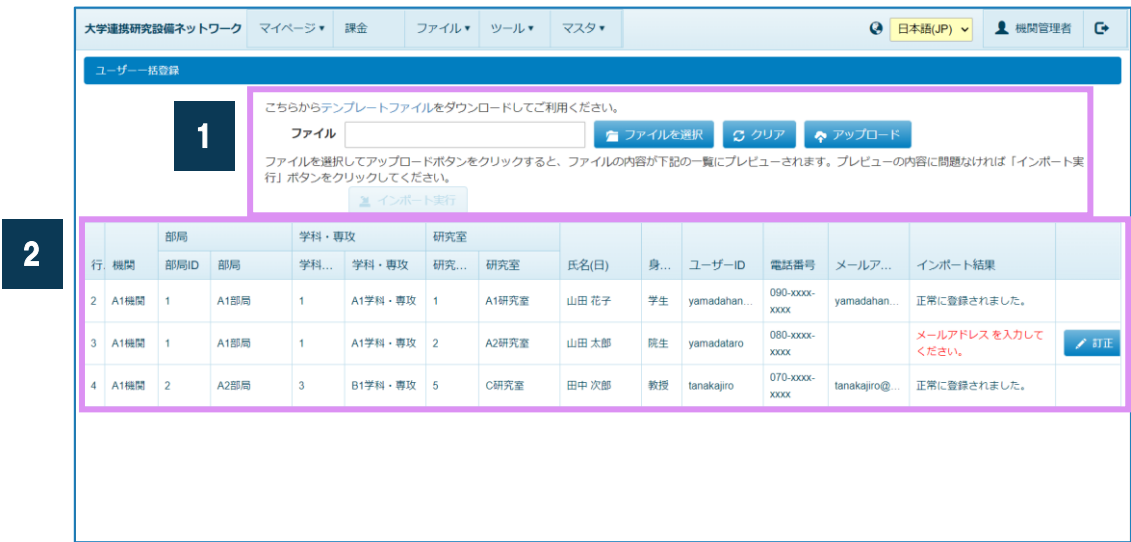 大学連携研究設備ネットワーク マイページ▼ 課金 ファイル▼ ツール▼ マスタ▼ 日本語(JP) 機関管理者
ユーザー一括登録
1
こちらからテンプレートファイルをダウンロードしてご利用ください。
ファイル ファイルを選択 クリア アップロード
ファイルを選択してアップロードボタンをクリックすると、ファイルの内容が下記の一覧にプレビューされます。プレビューの内容に問題なければ「インポート実
行」ボタンをクリックしてください。
インポート実行
2
部局 学科・専攻 研究室
行. 機関 部局ID 部局 学科... 学科・専攻 研究... 研究室 氏名(日) 身... ユーザーID 電話番号 メールア... インポート結果
2 A1機関 1 A1部局 1 A1学科・専攻 1 A1研究室 山田 花子 学生 yamadahan... 090-xxxx-xxxx yamadahan... 正常に登録されました。
3 A1機関 1 A1部局 1 A1学科・専攻 2 A2研究室 山田 太郎 院生 yamadataro 080-xxxx-xxxx メールアドレス を入力してください。 訂正
4 A1機関 2 A2部局 3 B1学科・専攻 5 C研究室 田中 次郎 教授 tanakajiro 070-xxxx-xxxx tanakajiro@... 正常に登録されました。